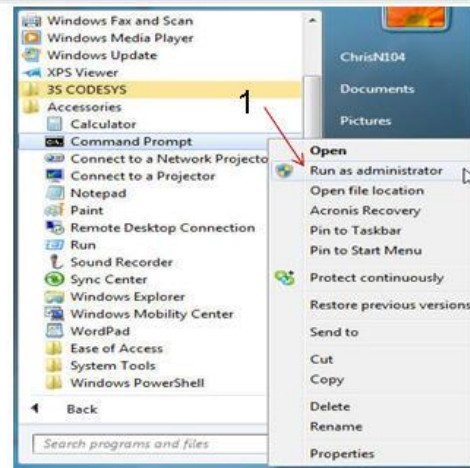 Windows Fax and Scan
Windows Media Player
Windows Update
XPS Viewer
3S CODESYS
Accessories
Calculator
Command Prompt
Connect to a Network Projecto
Connect to a Projector
Notepad
Paint
Remote Desktop Connection
Run
Sound Recorder
Sync Center
Windows Explorer
Windows Mobility Center
WordPad
Ease of Access
System Tools
Windows PowerShell
Back
Search programs and files
1
ChrisN104
Documents
Pictures
Open
Run as administrator
Open file location
Acronis Recovery
Pin to Taskbar
Pin to Start Menu
Protect continuously
Restore previous versions
Send to
Cut
Copy
Delete
Rename
Properties